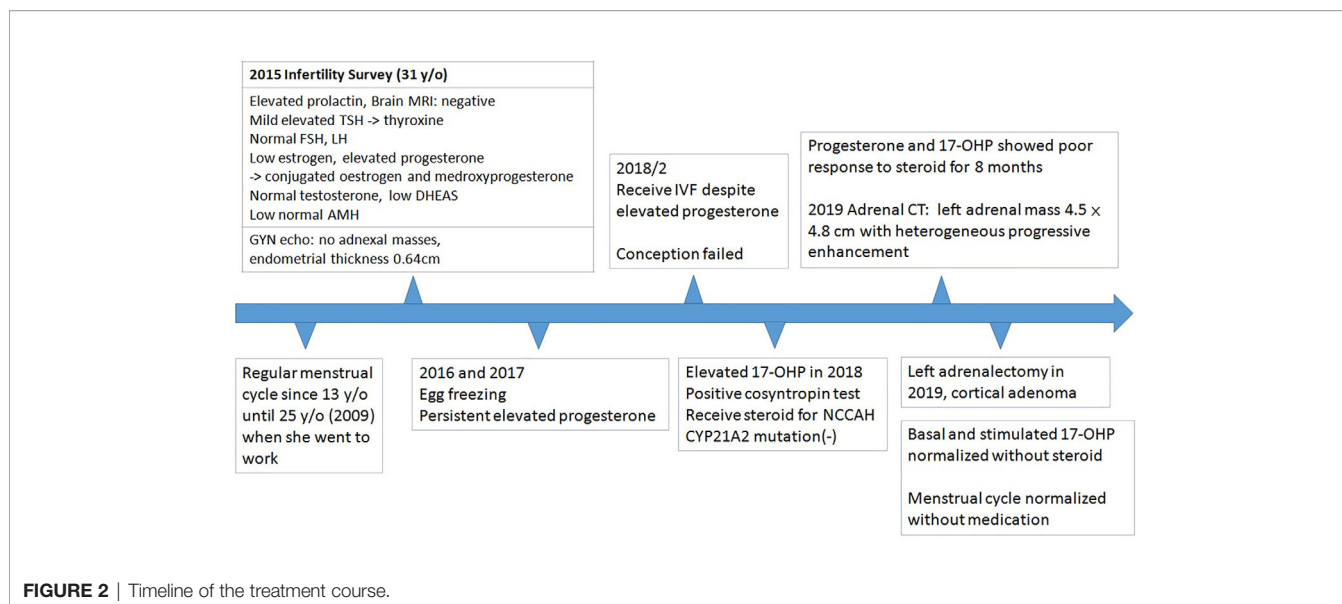 2015 Infertility Survey (31 y/o)
Elevated prolactin, Brain MRI: negative
Mild elevated TSH -> thyroxine
Normal FSH, LH
Low estrogen, elevated progesterone
-> conjugated oestrogen and medroxyprogesterone
Normal testosterone, low DHEAS
Low normal AMH
GYN echo: no adnexal masses,
endometrial thickness 0.64cm
2018/2
Receive IVF despite
elevated progesterone
Conception failed
Progesterone and 17-OHP showed poor
response to steroid for 8 months
2019 Adrenal CT: left adrenal mass 4.5 ×
4.8 cm with heterogeneous progressive
enhancement
Regular menstrual
cycle since 13 y/o
until 25 y/o (2009)
when she went to
work
2016 and 2017
Egg freezing
Persistent elevated progesterone
Elevated 17-OHP in 2018
Positive cosyntropin test
Receive steroid for NCCAH
CYP21A2 mutation(-)
Left adrenalectomy in
2019, cortical adenoma
Basal and stimulated 17-OHP
normalized without steroid
Menstrual cycle normalized
without medication
FIGURE 2 | Timeline of the treatment course.